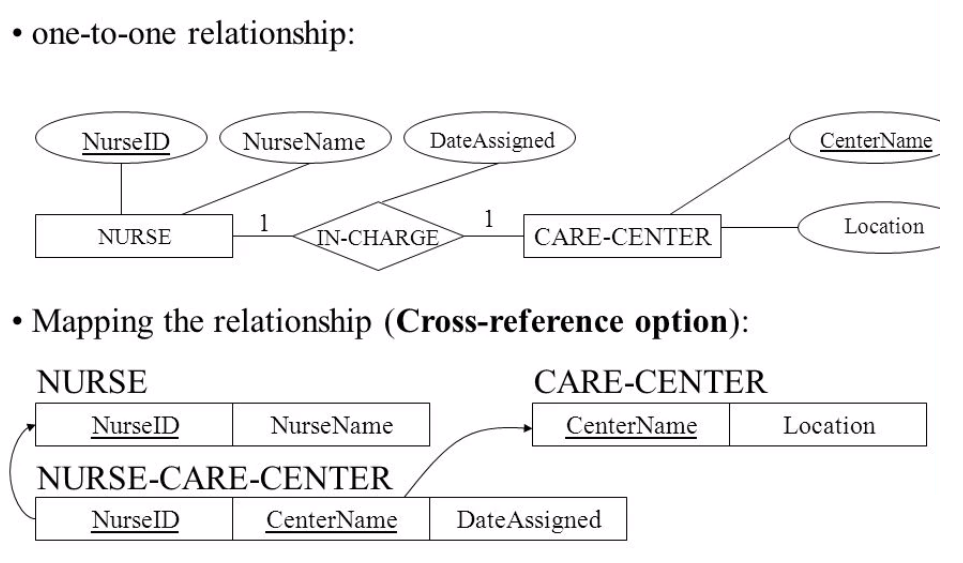 • one-to-one relationship:
NurseID NurseName DateAssigned CenterName
NURSE 1 IN-CHARGE 1 CARE-CENTER Location
• Mapping the relationship (Cross-reference option):
NURSE CARE-CENTER
NurseID NurseName CenterName Location
NURSE-CARE-CENTER
NurseID CenterName DateAssigned